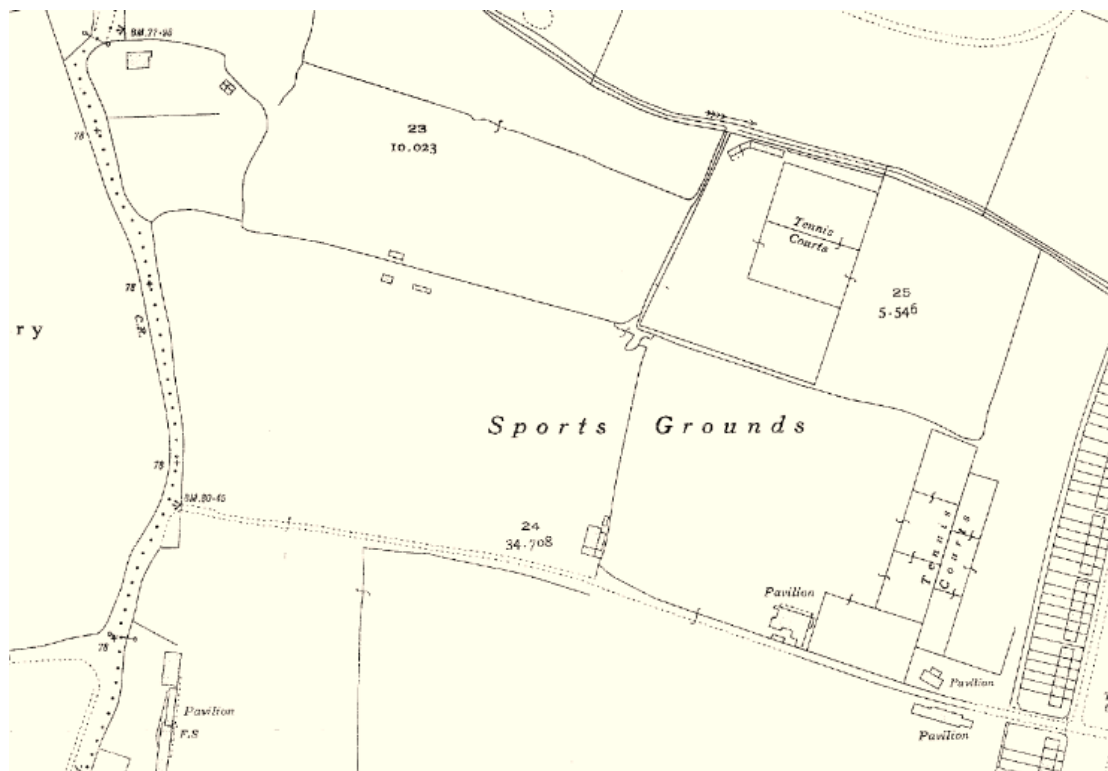 B.M. 77·98
78
23
10.023
Tennis
Courts
25
5.546
78
C.R.
ry
Sports Grounds
78
B.M. 80·45
24
34.708
Tennis
Courts
Pavilion
78
Pavilion
Pavilion
F.S
Pavilion